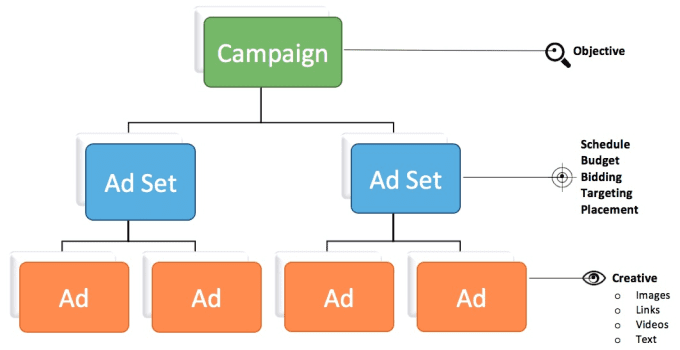 Campaign
Objective
Ad Set
Ad Set
Schedule
Budget
Bidding
Targeting
Placement
Ad
Ad
Ad
Ad
Creative
Images
Links
Videos
Text